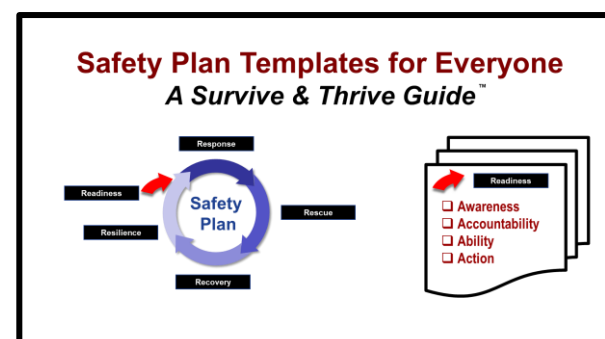 Safety Plan Templates for Everyone
A Survive & Thrive Guide™
Response
Readiness
Safety
Plan
Rescue
Resilience
Recovery
Readiness
❑ Awareness
❑ Accountability
❑ Ability
❑ Action